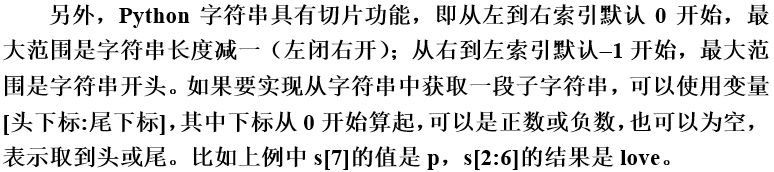 另外，Python 字符串具有切片功能，即从左到右索引默认 0 开始，最
大范围是字符串长度减一（左闭右开）；从右到左索引默认–1 开始，最大范
围是字符串开头。如果要实现从字符串中获取一段子字符串，可以使用变量
[头下标:尾下标]，其中下标从 0 开始算起，可以是正数或负数，也可以为空，
表示取到头或尾。比如上例中 s[7]的值是 p，s[2:6]的结果是 love。